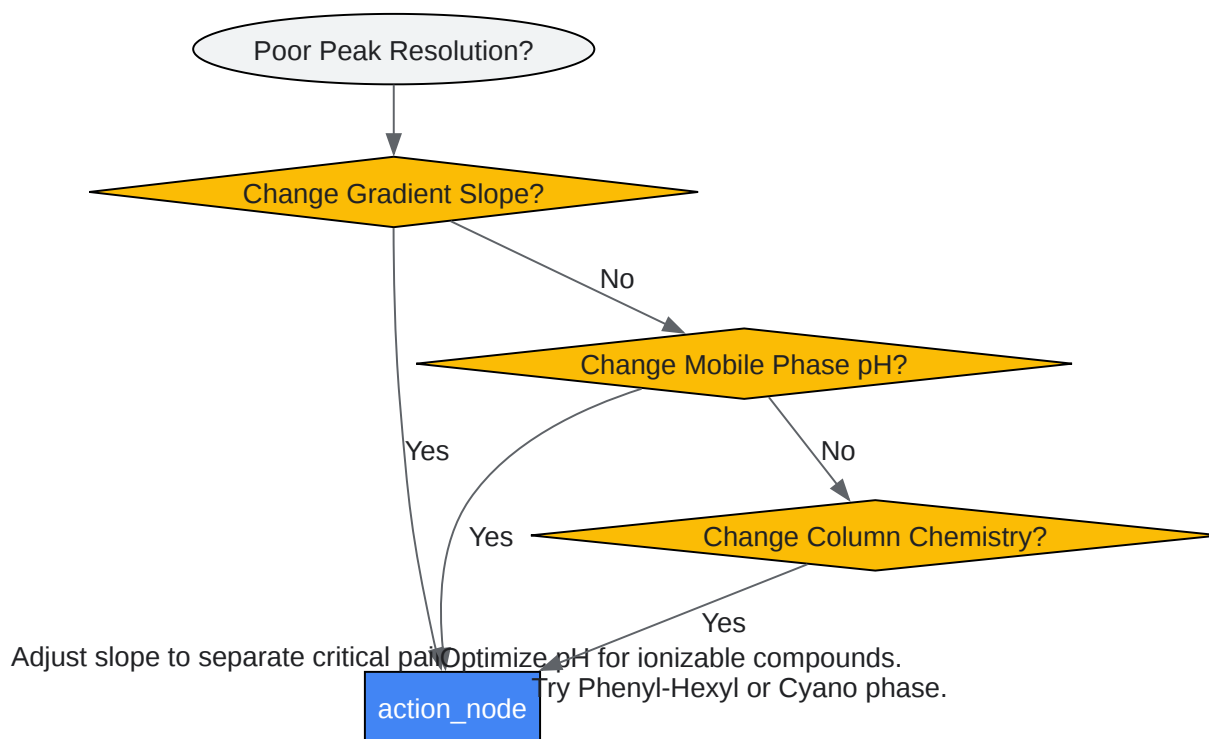 Poor Peak Resolution?
Change Gradient Slope?
No
Change Mobile Phase pH?
Yes
No
Yes
Change Column Chemistry?
Yes
Adjust slope to separate critical pair.
Optimize pH for ionizable compounds.
Try Phenyl-Hexyl or Cyano phase.
action_node